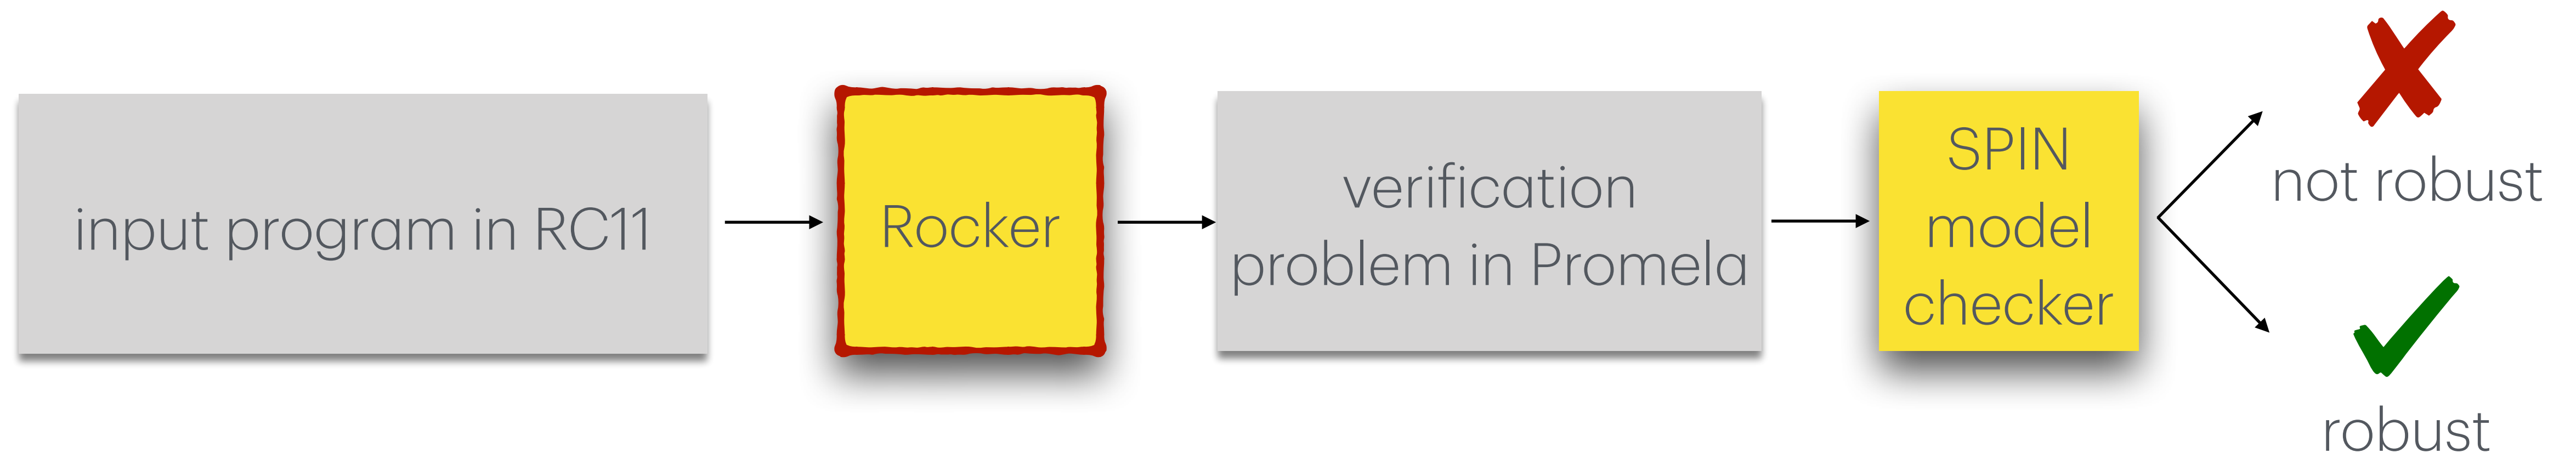 input program in RC11
Rocker
verification
problem in Promela
SPIN
model
checker
not robust
robust